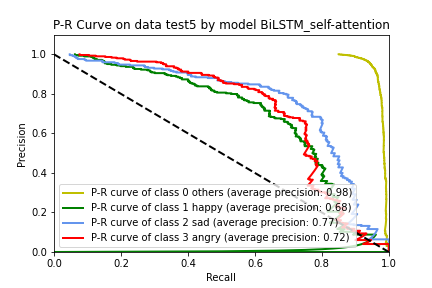 P-R Curve on data test5 by model BiLSTM_self-attention
Precision
1.0
0.8
0.6
0.4
0.2
0.0
P-R curve of class 0 others (average precision: 0.98)
P-R curve of class 1 happy (average precision: 0.68)
P-R curve of class 2 sad (average precision: 0.77)
P-R curve of class 3 angry (average precision: 0.72)
0.0 0.2 0.4 0.6 0.8 1.0
Recall